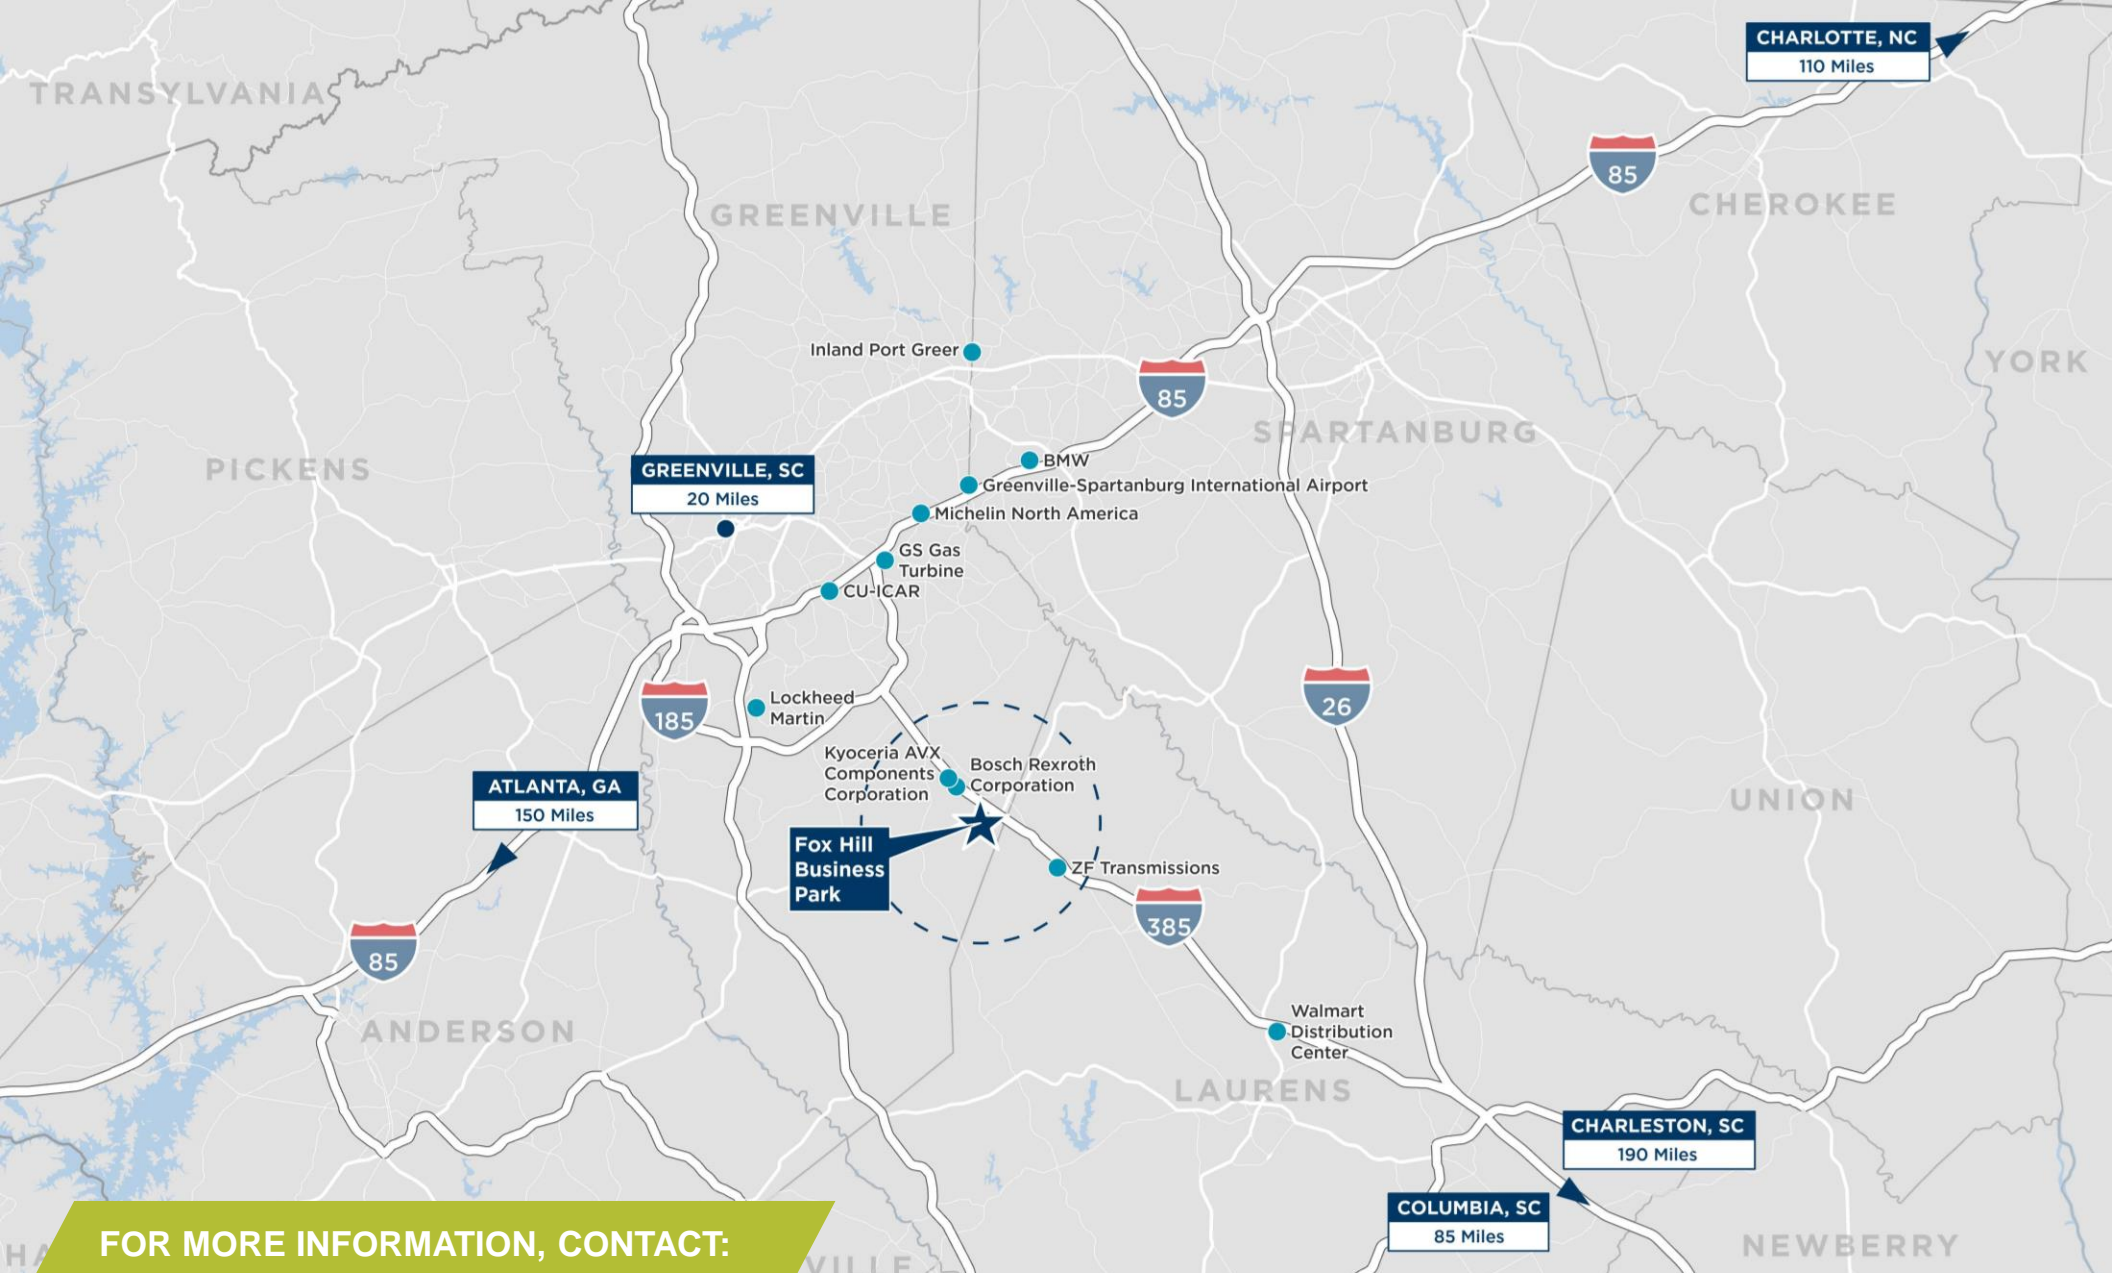 CHARLOTTE, NC
110 Miles
TRANSYLVANIA
85
CHEROKEE
GREENVILLE
Inland Port Greer
YORK
85
SPARTANBURG
PICKENS
GREENVILLE, SC
20 Miles
BMW
Greenville-Spartanburg International Airport
Michelin North America
GS Gas
Turbine
CU-ICAR
185
Lockheed
Martin
26
Kyoceria AVX
Components
Corporation
Bosch Rexroth
Corporation
ATLANTA, GA
150 Miles
UNION
Fox Hill
Business
Park
ZF Transmissions
385
85
ANDERSON
Walmart
Distribution
Center
LAURENS
CHARLESTON, SC
190 Miles
COLUMBIA, SC
85 Miles
NEWBERRY
FOR MORE INFORMATION, CONTACT: